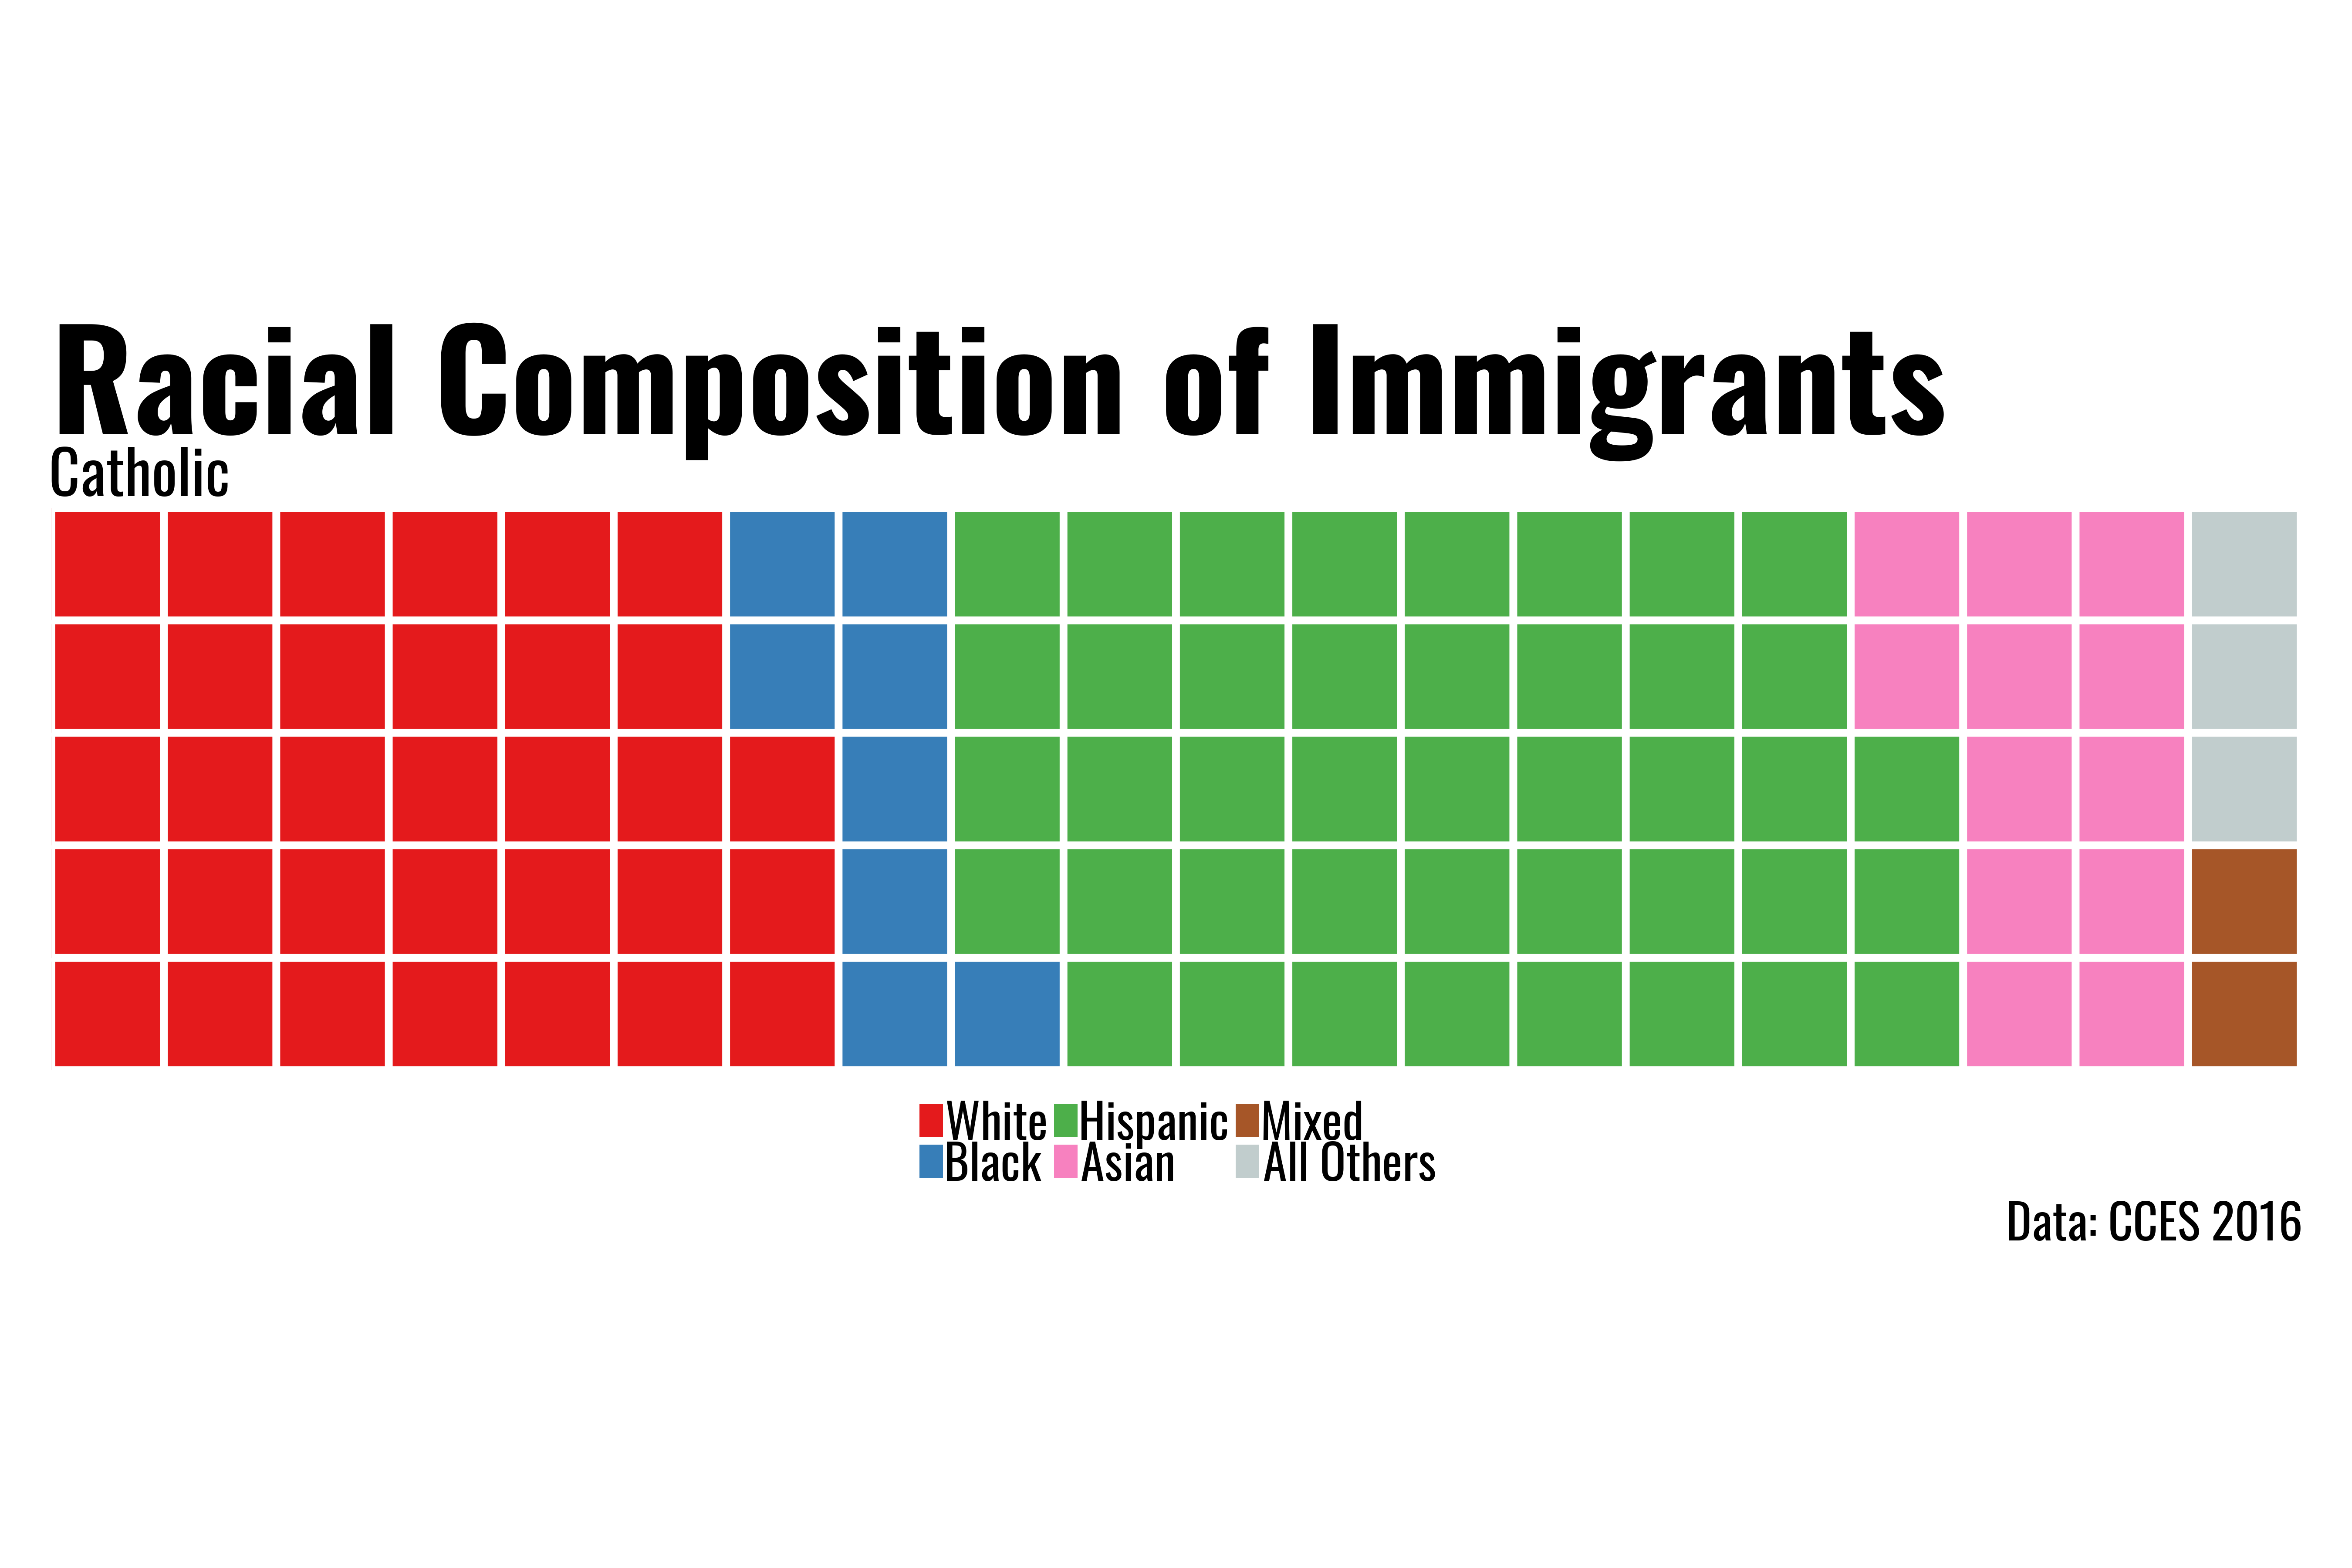 Racial Composition of Immigrants
Catholic
White Hispanic Mixed
Black Asian All Others
Data: CCES 2016